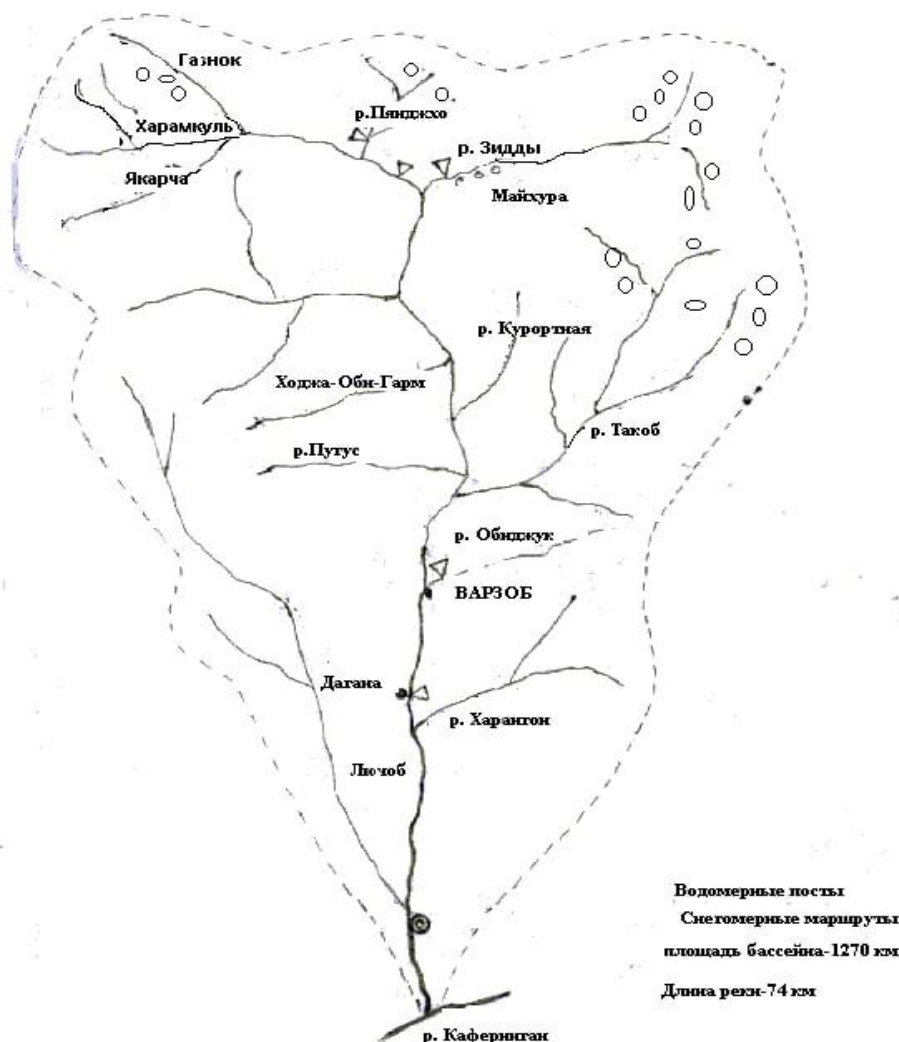 Газнок
р.Пянджхо
Харамкуль
р. Зидды
Якарча
Майхура
р. Курортная
Ходжа-Оби-Гарм
р. Такоб
р.Путус
р. Обиджук
ВАРЗОБ
Дагана
р. Харангон
Лючоб
Водомерные посты
Снегомерные маршруты
площадь бассейна-1270 км
Длина реки-74 км
р. Каферниган